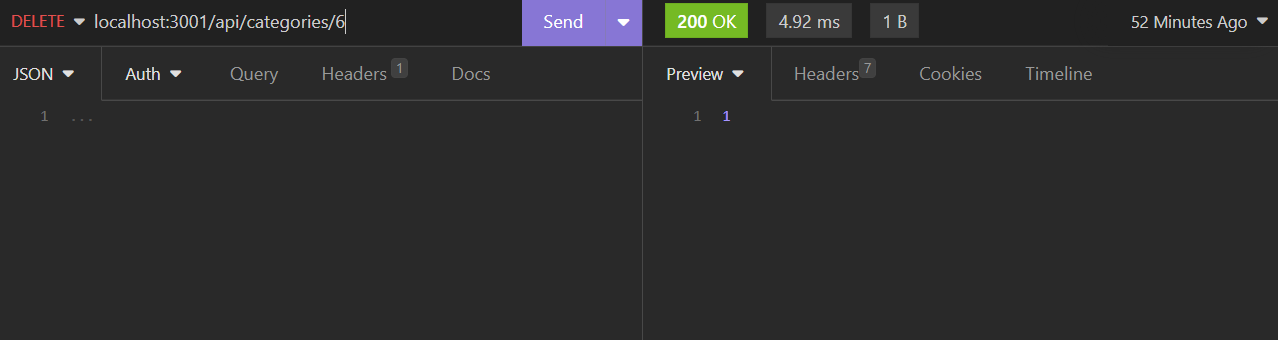 DELETE localhost:3001/api/categories/6 Send 200 OK 4.92 ms 1 B 52 Minutes Ago
JSON Auth Query Headers 1 Docs Preview Headers 7 Cookies Timeline
1 ... 1 1